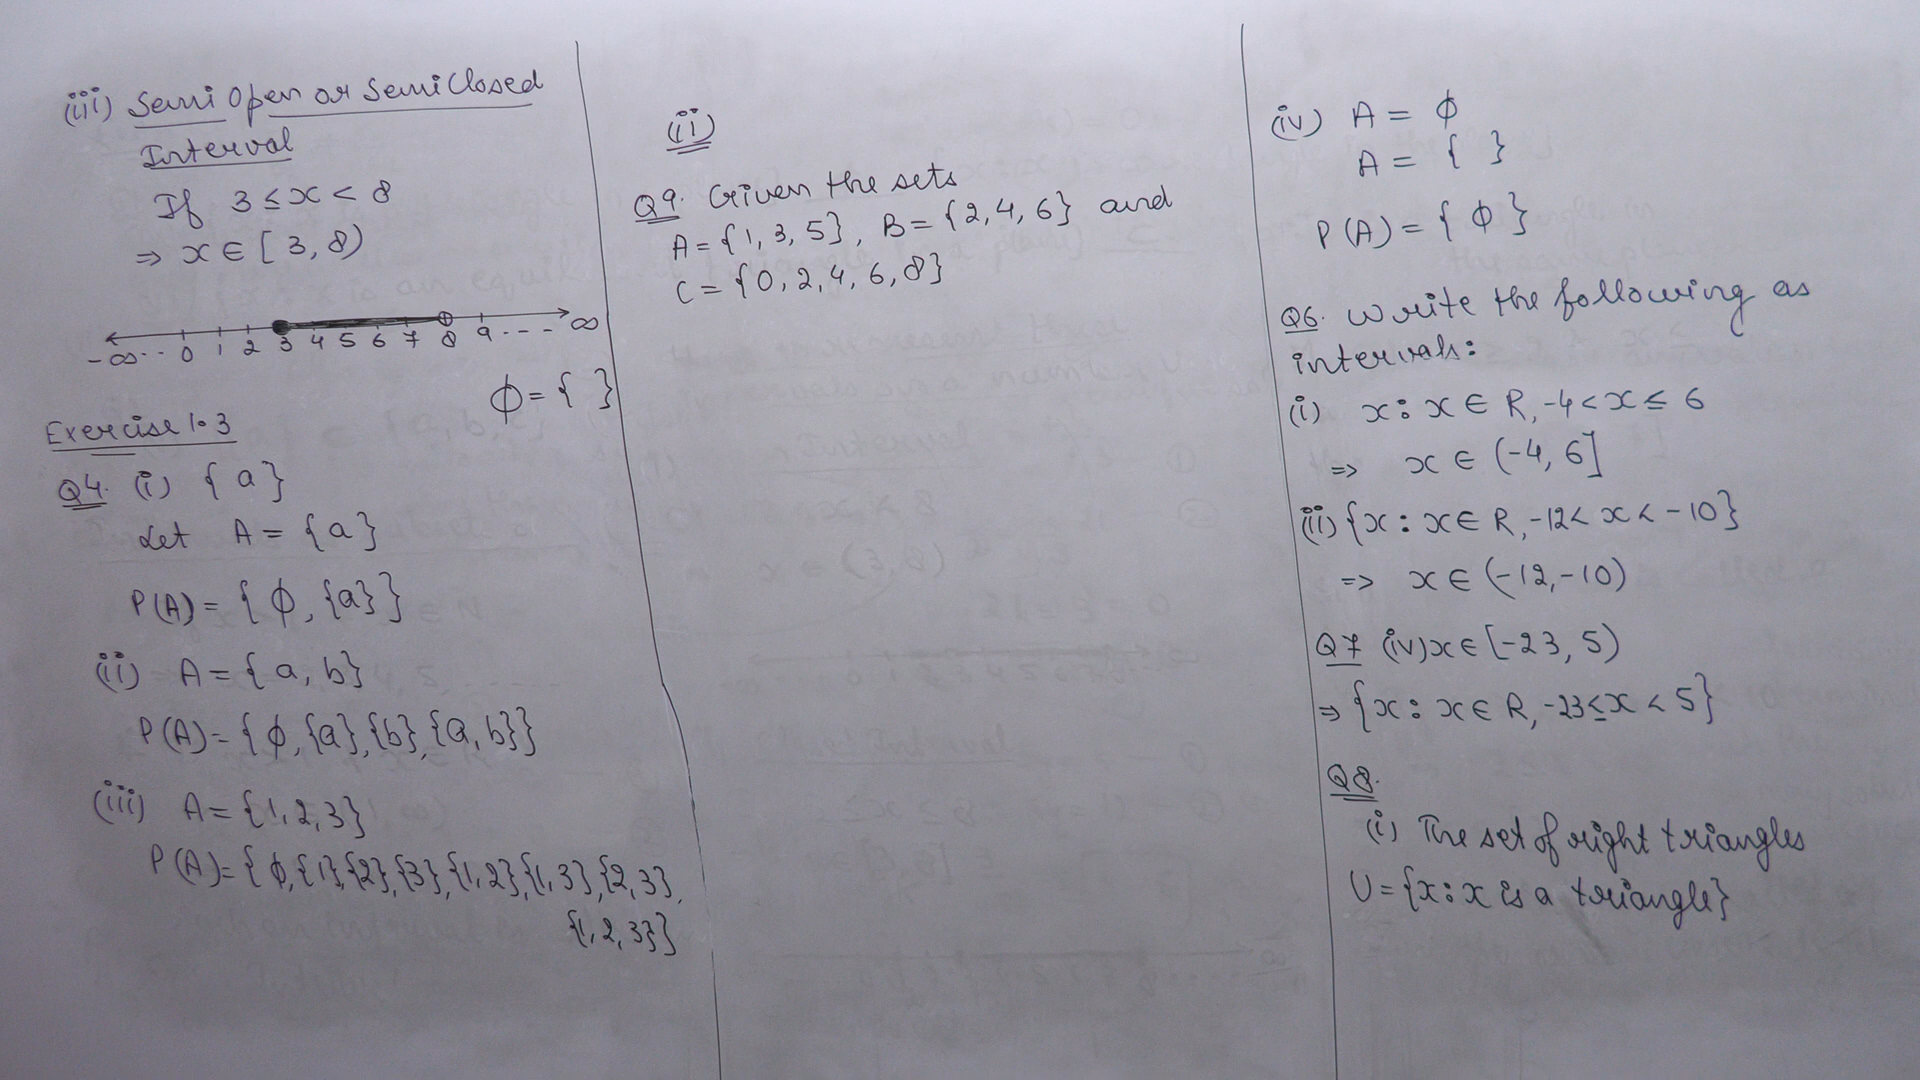 (iii) Semi Open or Semi Closed
Interval
If 3 ≤ x < 8
⇒ x ∈ [3, 8)
-∞.. 0 1 2 3 4 5 6 7 8 9 ... ∞
ϕ = { }
Exercise 1.3
Q4. (i) {a}
Let A = {a}
P(A) = {ϕ, {a}}
(ii) A = {a, b}
P(A) = {ϕ, {a}, {b}, {a, b}}
(iii) A = {1, 2, 3}
P(A) = {ϕ, {1} {2}, {3}, {1, 2}, {1, 3}, {2, 3},
{1, 2, 3}}
(ii)
Q9. Given the sets
A = {1, 3, 5}, B = {2, 4, 6} and
C = {0, 2, 4, 6, 8}
(iv) A = ϕ
A = { }
P(A) = {ϕ}
Q6. Write the following as
intervals:
(i) x : x ∈ R, -4 < x ≤ 6
⇒ x ∈ (-4, 6]
(ii) {x : x ∈ R, -12 < x < -10}
⇒ x ∈ (-12, -10)
Q7 (iv) x ∈ [-23, 5)
⇒ {x : x ∈ R, -23 ≤ x < 5}
Q8.
(i) The set of right triangles
U = {x : x is a triangle}